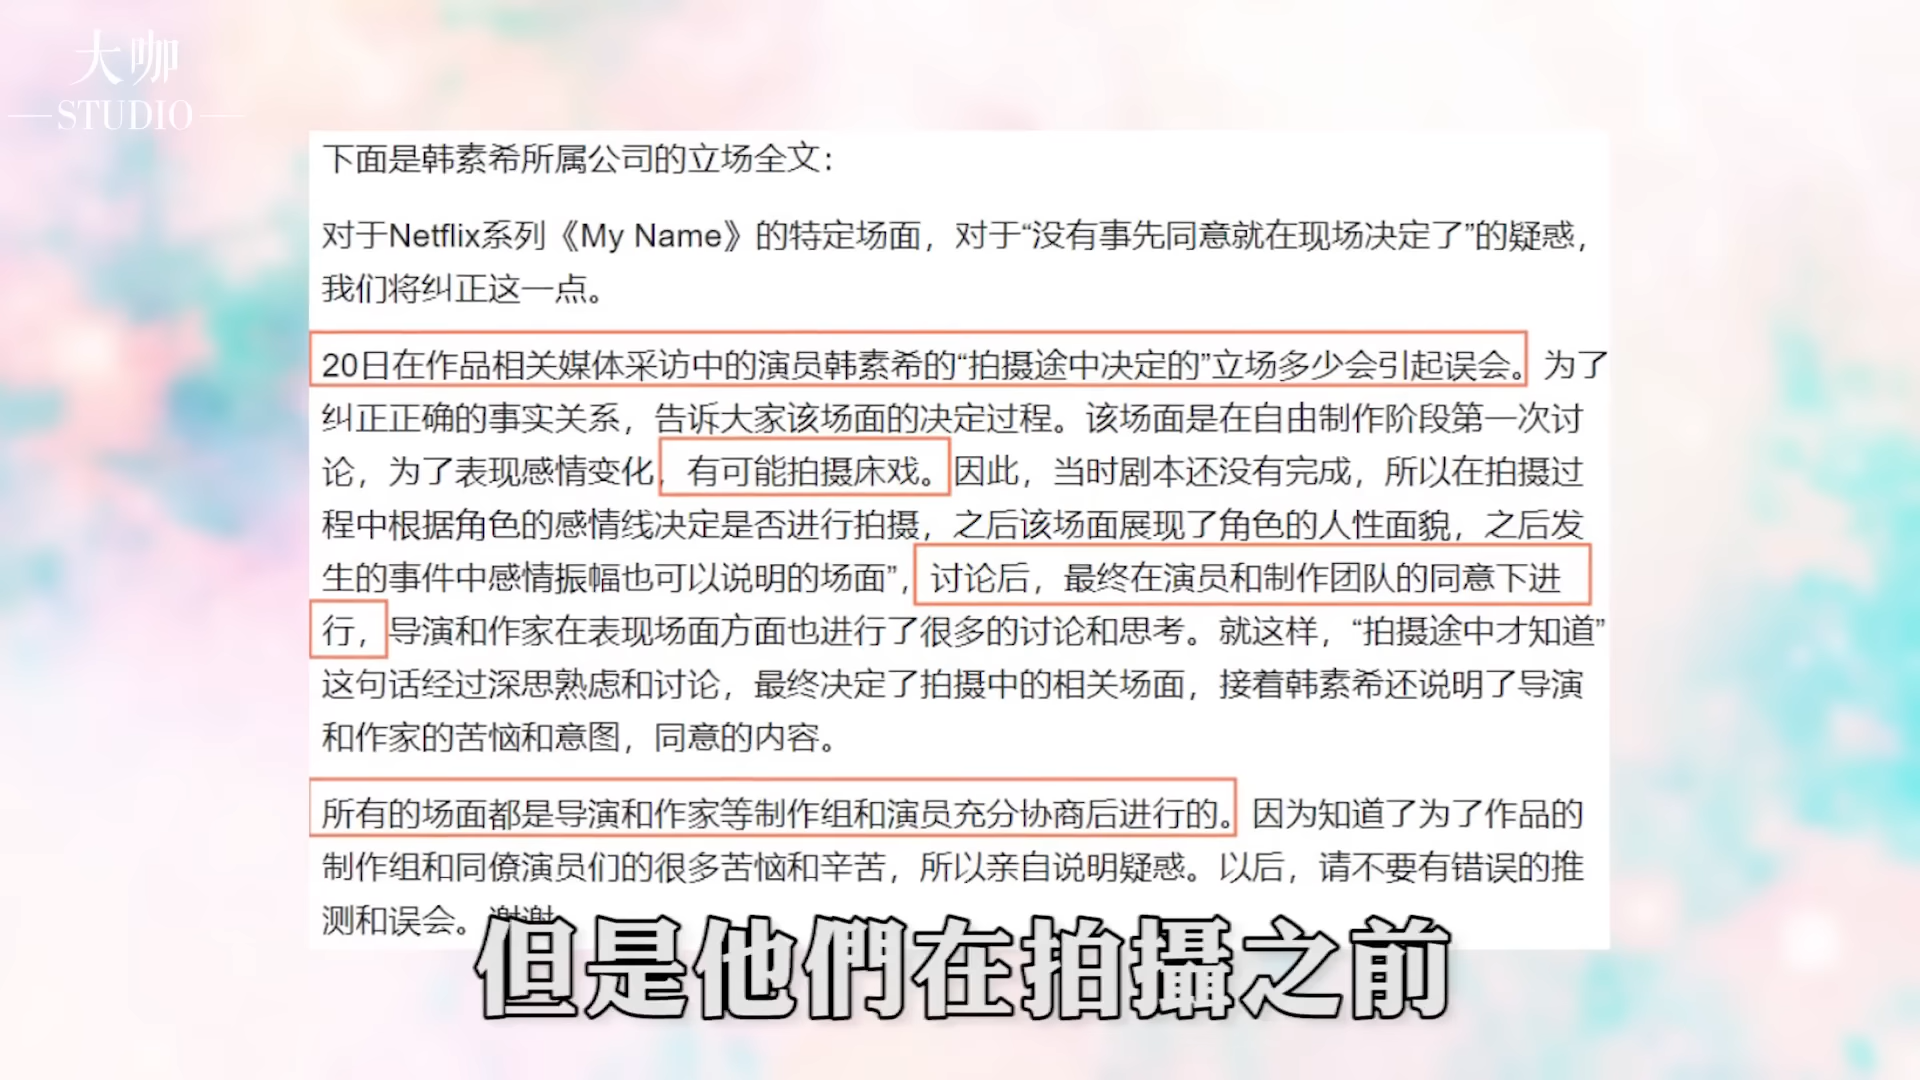 大咖
STUDIO
下面是韩素希所属公司的立场全文：
对于Netflix系列《My Name》的特定场面，对于“没有事先同意就在现场决定了”的疑惑，
我们将纠正这一点。
20日在作品相关媒体采访中的演员韩素希的“拍摄途中决定的”立场多少会引起误会。为了
纠正正确的事实关系，告诉大家该场面的决定过程。该场面是在自由制作阶段第一次讨
论，为了表现感情变化，有可能拍摄床戏。因此，当时剧本还没有完成，所以在拍摄过
程中根据角色的感情线决定是否进行拍摄，之后该场面展现了角色的人性面貌，之后发
生的事件中感情振幅也可以说明的场面”，讨论后，最终在演员和制作团队的同意下进
行，导演和作家在表现场面方面也进行了很多的讨论和思考。就这样，“拍摄途中才知道”
这句话经过深思熟虑和讨论，最终决定了拍摄中的相关场面，接着韩素希还说明了导演
和作家的苦恼和意图，同意的内容。
所有的场面都是导演和作家等制作组和演员充分协商后进行的。因为知道了为了作品的
制作组和同僚演员们的很多苦恼和辛苦，所以亲自说明疑惑。以后，请不要有错误的推
测和误会。谢谢
但是他們在拍攝之前